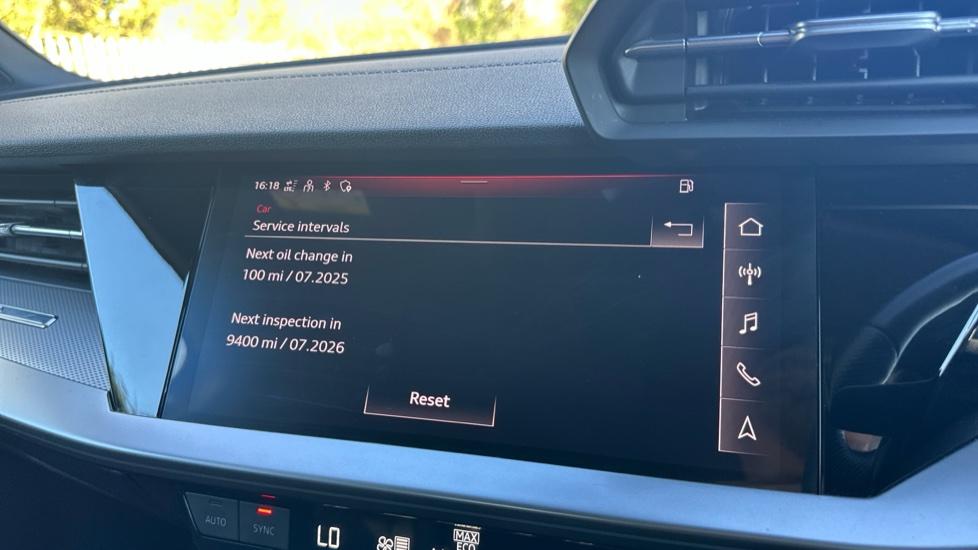 16:18
Car
Service intervals
Next oil change in
100 mi / 07.2025
Next inspection in
9400 mi / 07.2026
Reset
AUTO
SYNC
LO
MAX
ECO